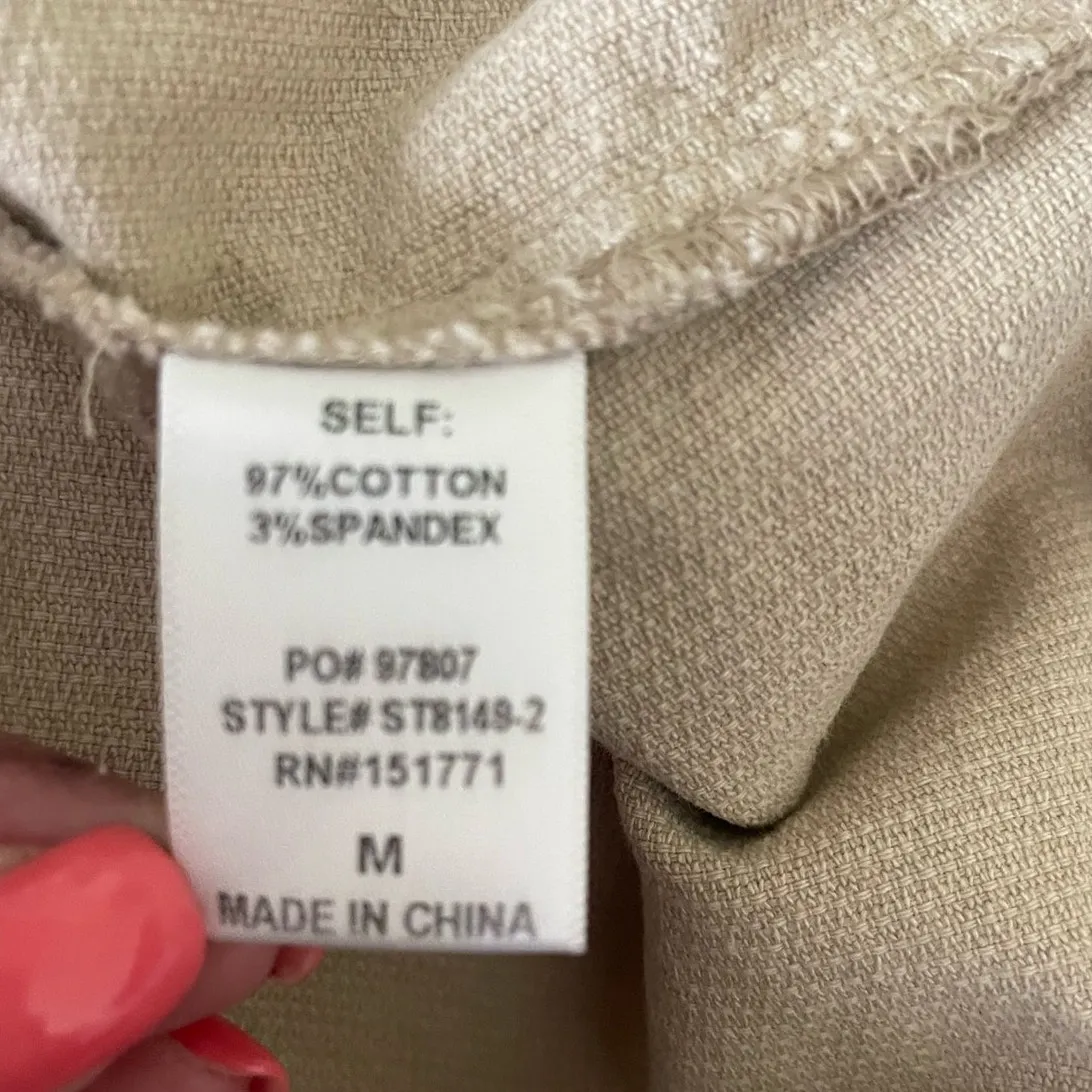 SELF:
97%COTTON
3%SPANDEX
PO# 97807
STYLE# ST8149-2
RN#151771
M
MADE IN CHINA